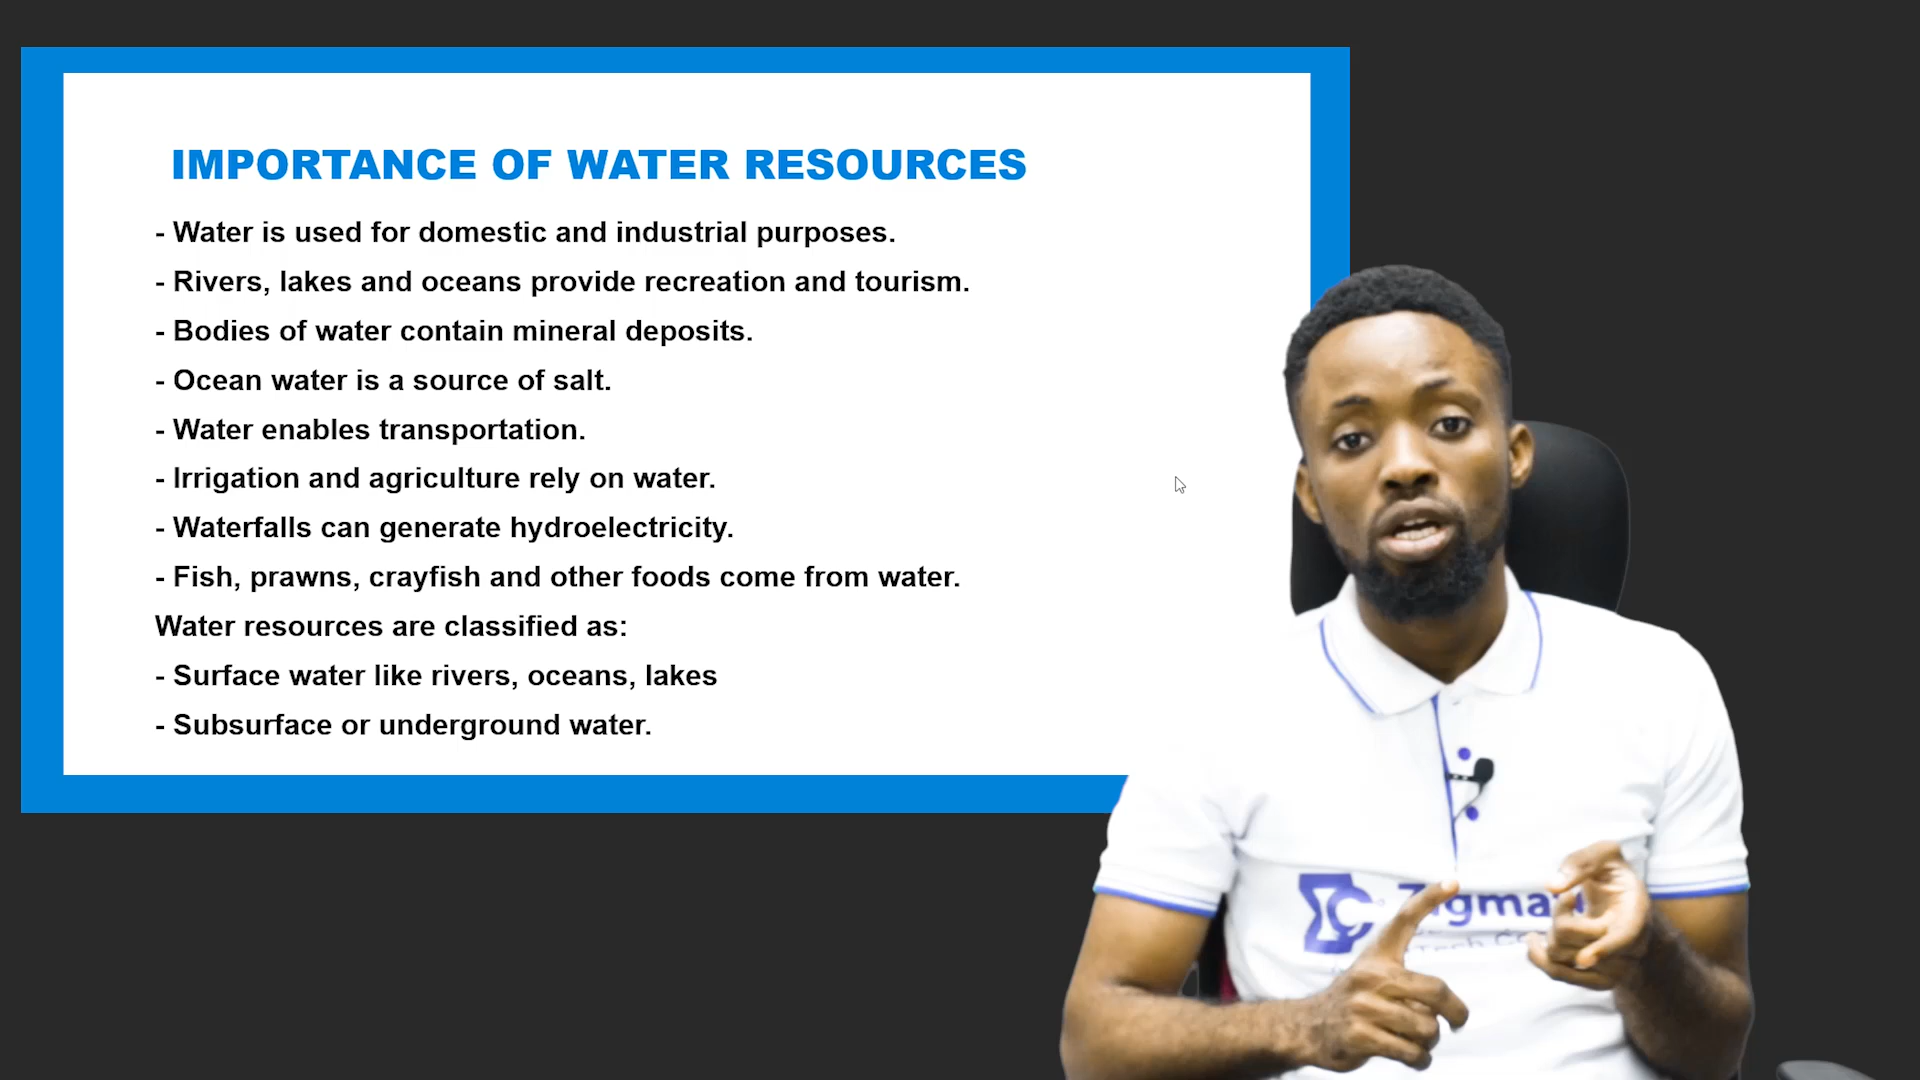 IMPORTANCE OF WATER RESOURCES
- Water is used for domestic and industrial purposes.
- Rivers, lakes and oceans provide recreation and tourism.
- Bodies of water contain mineral deposits.
- Ocean water is a source of salt.
- Water enables transportation.
- Irrigation and agriculture rely on water.
- Waterfalls can generate hydroelectricity.
- Fish, prawns, crayfish and other foods come from water.
Water resources are classified as:
- Surface water like rivers, oceans, lakes
- Subsurface or underground water.